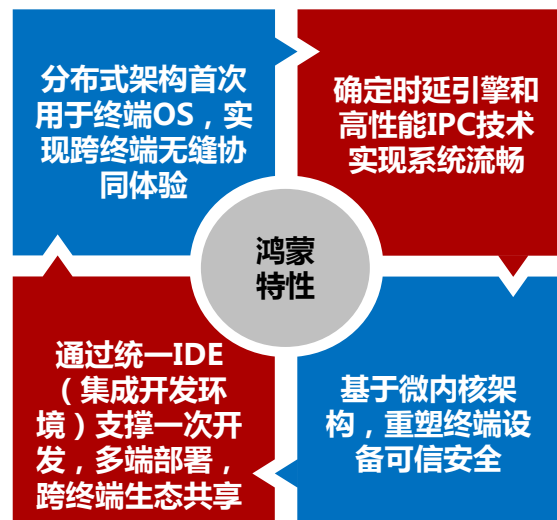 分布式架构首次
用于终端OS，实
现跨终端无缝协
同体验
确定时延引擎和
高性能IPC技术
实现系统流畅
鸿蒙
特性
通过统一IDE
（集成开发环
境）支撑一次开
发，多端部署，
跨终端生态共享
基于微内核架
构，重塑终端设
备可信安全